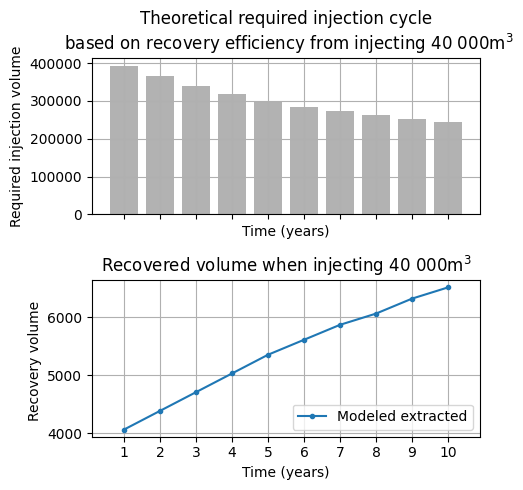 Theoretical required injection cycle
based on recovery efficiency from injecting 40 000m³
Required injection volume
400000
300000
200000
100000
0
Time (years)
Recovered volume when injecting 40 000m³
Recovery volume
6000
5000
4000
Modeled extracted
1 2 3 4 5 6 7 8 9 10
Time (years)